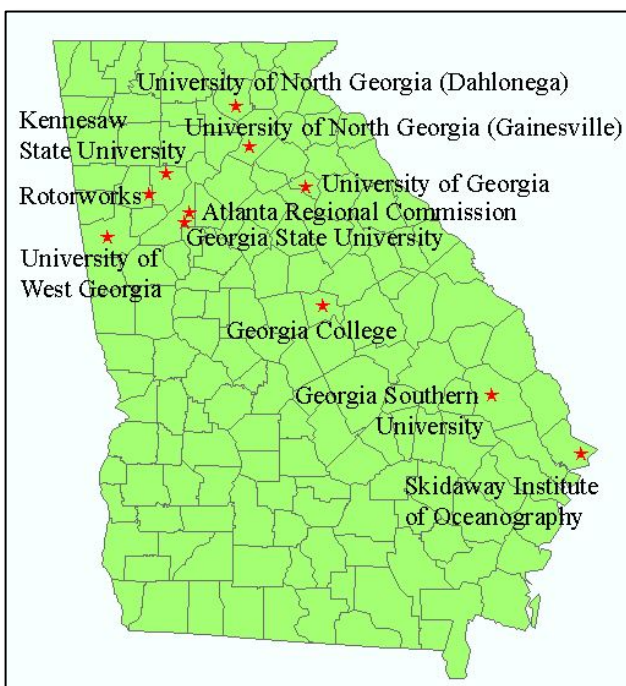 University of North Georgia (Dahlonega)
Kennesaw
State University
University of North Georgia (Gainesville)
Rotorworks
University of Georgia
Atlanta Regional Commission
Georgia State University
University of
West Georgia
Georgia College
Georgia Southern
University
Skidaway Institute
of Oceanography